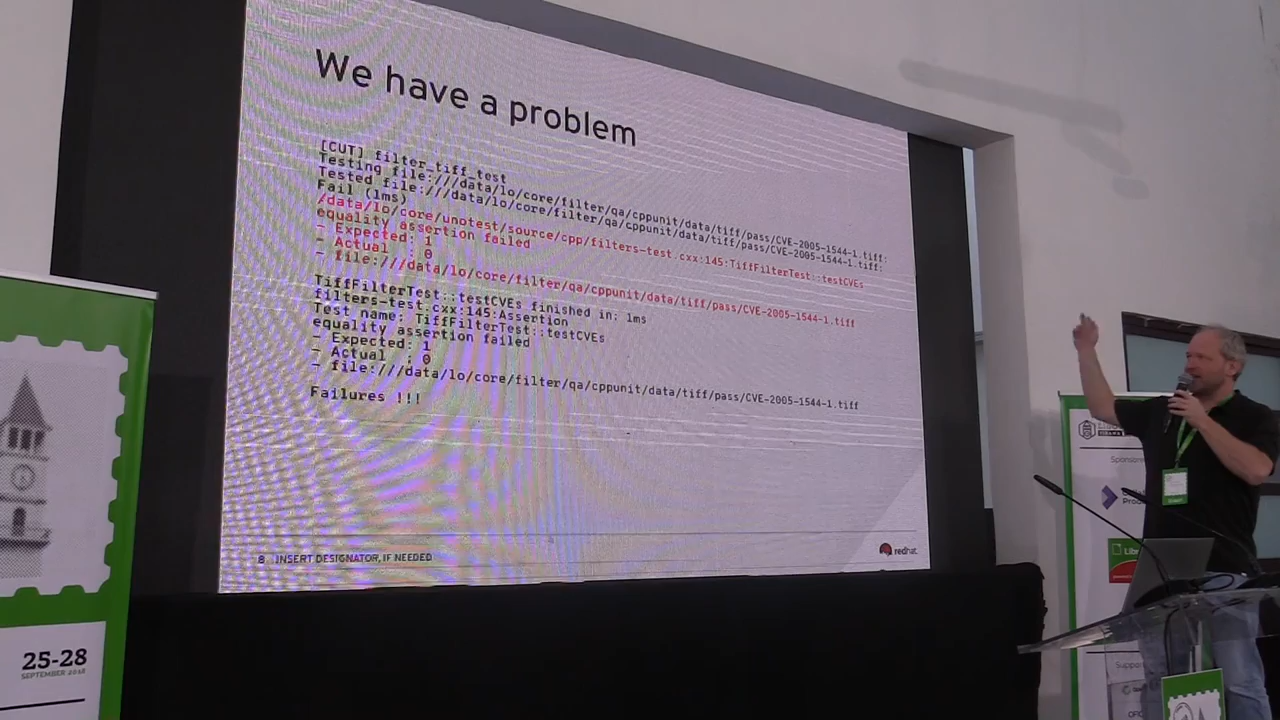 We have a problem
[CUT] filter_tiff_test
Testing file:///data/lo/core/filter/qa/cppunit/data/tiff/pass/CVE-2005-1544-1.tiff:
Tested file:///data/lo/core/filter/qa/cppunit/data/tiff/pass/CVE-2005-1544-1.tiff:
Fail (1ms)
/data/lo/core/unotest/source/cpp/filters-test.cxx:145:TiffFilterTest::testCVEs
equality assertion failed
- Expected: 1
- Actual : 0
- file:///data/lo/core/filter/qa/cppunit/data/tiff/pass/CVE-2005-1544-1.tiff
TiffFilterTest::testCVEs finished in: 1ms
filters-test.cxx:145:Assertion
Test name: TiffFilterTest::testCVEs
equality assertion failed
- Expected: 1
- Actual : 0
- file:///data/lo/core/filter/qa/cppunit/data/tiff/pass/CVE-2005-1544-1.tiff
Failures !!!
8 INSERT DESIGNATOR, IF NEEDED
redhat
25-28
SEPTEMBER 2018